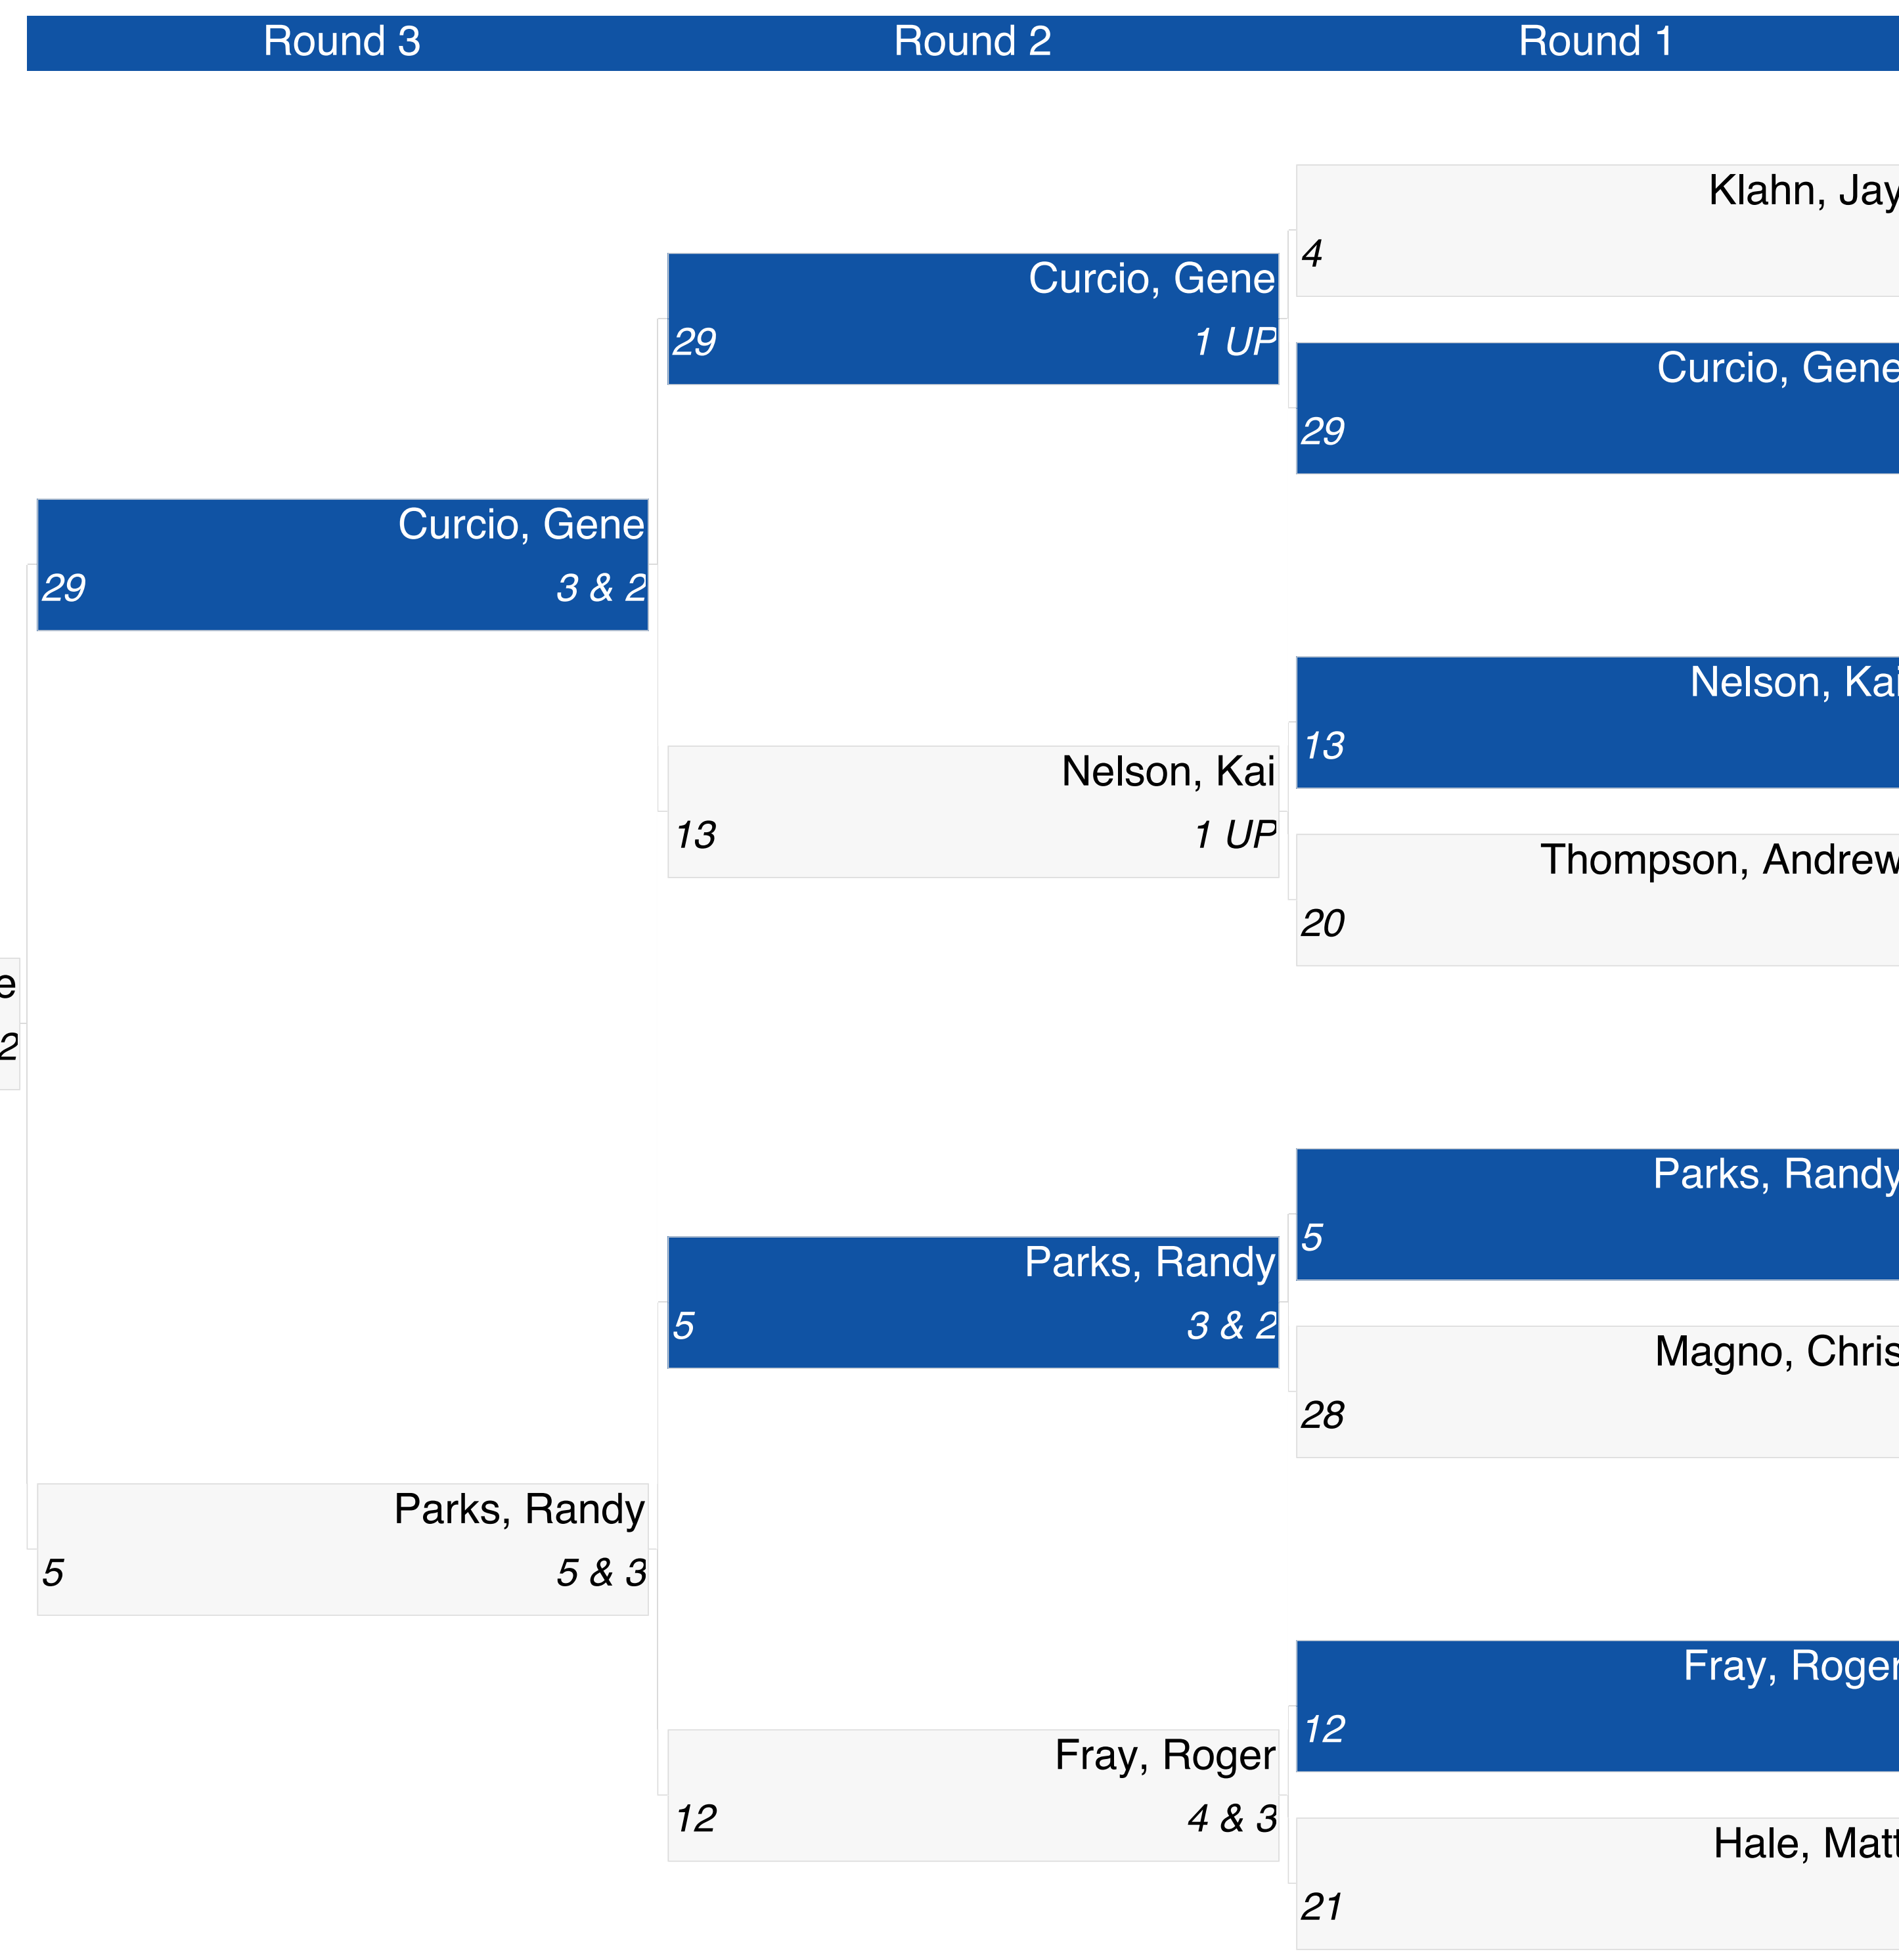 Round 3
Round 2
Round 1
Klahn, Jay
4
Curcio, Gene
29 1 UP
Curcio, Gene
29
Curcio, Gene
29 3 & 2
Nelson, Kai
13
Nelson, Kai
13 1 UP
Thompson, Andrew
20
e
2
Parks, Randy
5
Parks, Randy
5 3 & 2
Magno, Chris
28
Parks, Randy
5 5 & 3
Fray, Roger
12
Fray, Roger
12 4 & 3
Hale, Matt
21